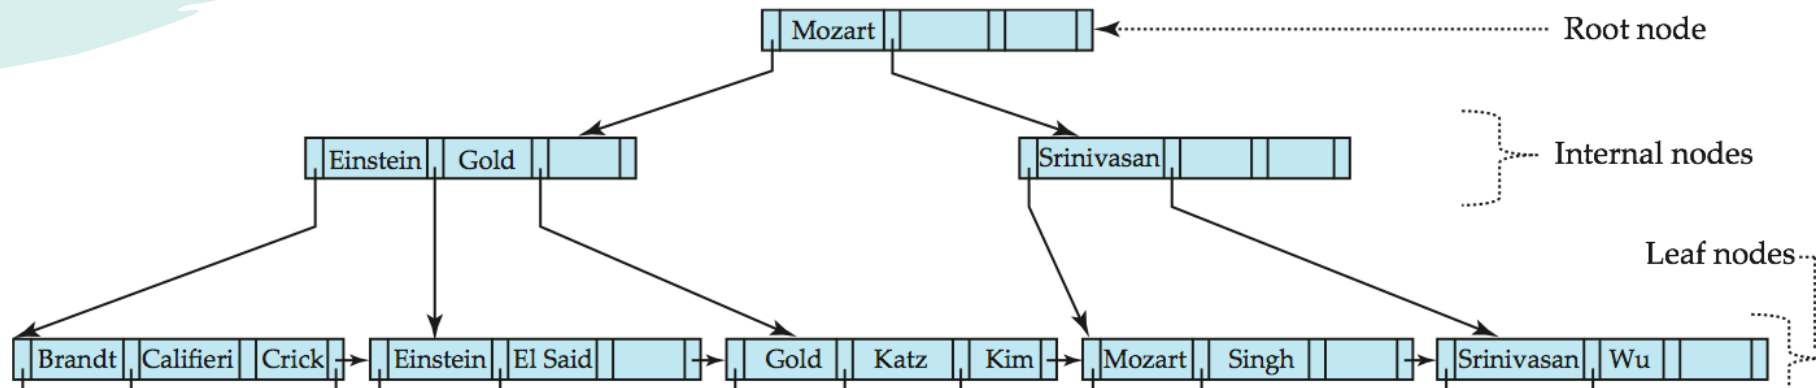 Mozart
Root node
Einstein Gold
Srinivasan
Internal nodes
Leaf nodes
Brandt Califieri Crick Einstein El Said Gold Katz Kim Mozart Singh Srinivasan Wu